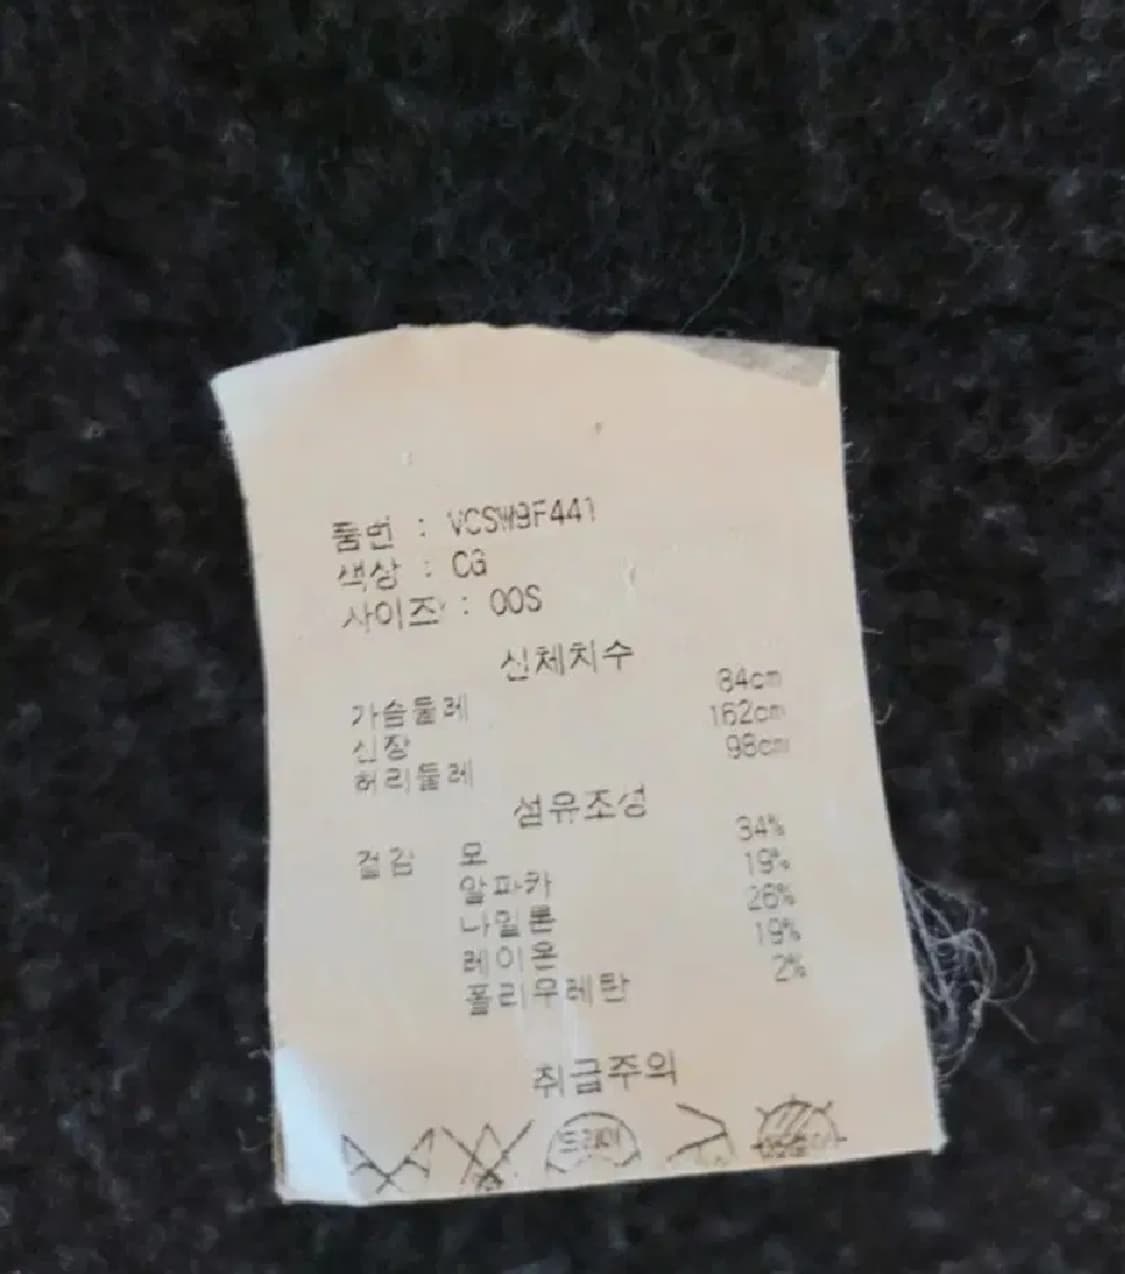 품번 : VCSW9F441
색상 : CG
사이즈 : 00S
신체치수
가슴둘레 84cm
신장 162cm
허리둘레 98cm
섬유조성
겉감 모 34%
알파카 19%
나일론 26%
레이온 19%
폴리우레탄 2%
취급주의
드라이